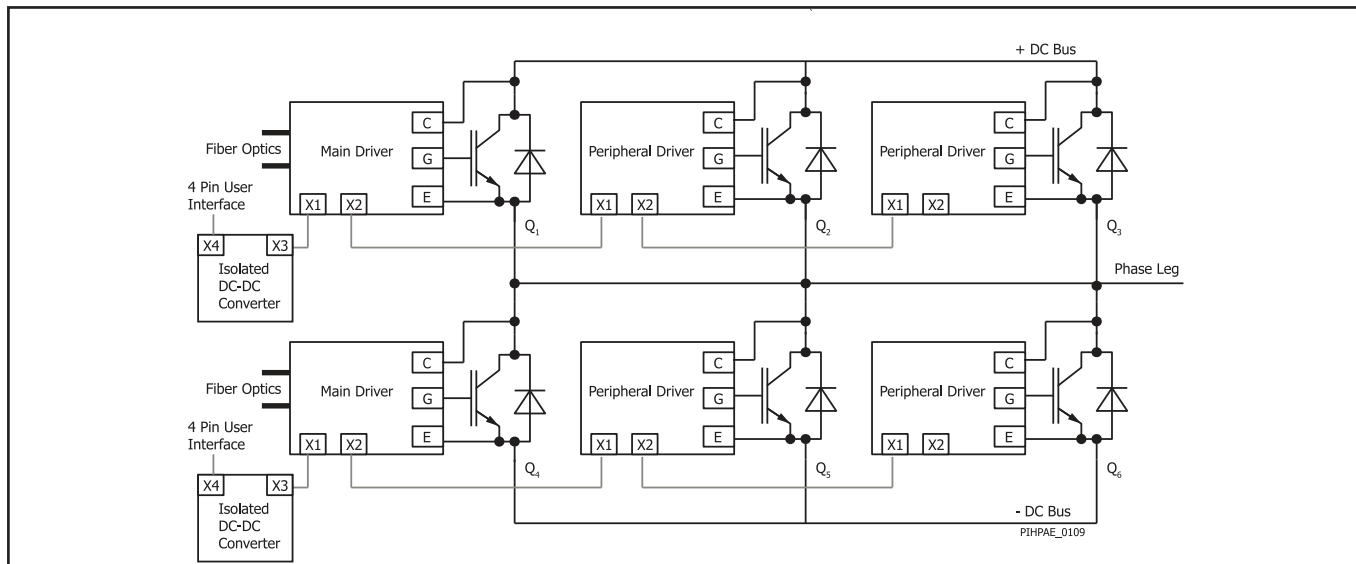 + DC Bus
C
C
C
Fiber Optics
Main Driver
G
Peripheral Driver
G
Peripheral Driver
G
4 Pin User
Interface
E
E
E
X1
X2
X1
X2
X1
X2
Q1
Q2
Q3
X4
X3
Isolated
DC-DC
Converter
Phase Leg
C
C
C
Fiber Optics
Main Driver
G
Peripheral Driver
G
Peripheral Driver
G
4 Pin User
Interface
E
E
E
X1
X2
X1
X2
X1
X2
Q4
Q5
Q6
X4
X3
Isolated
DC-DC
Converter
- DC Bus
PIHPAE_0109